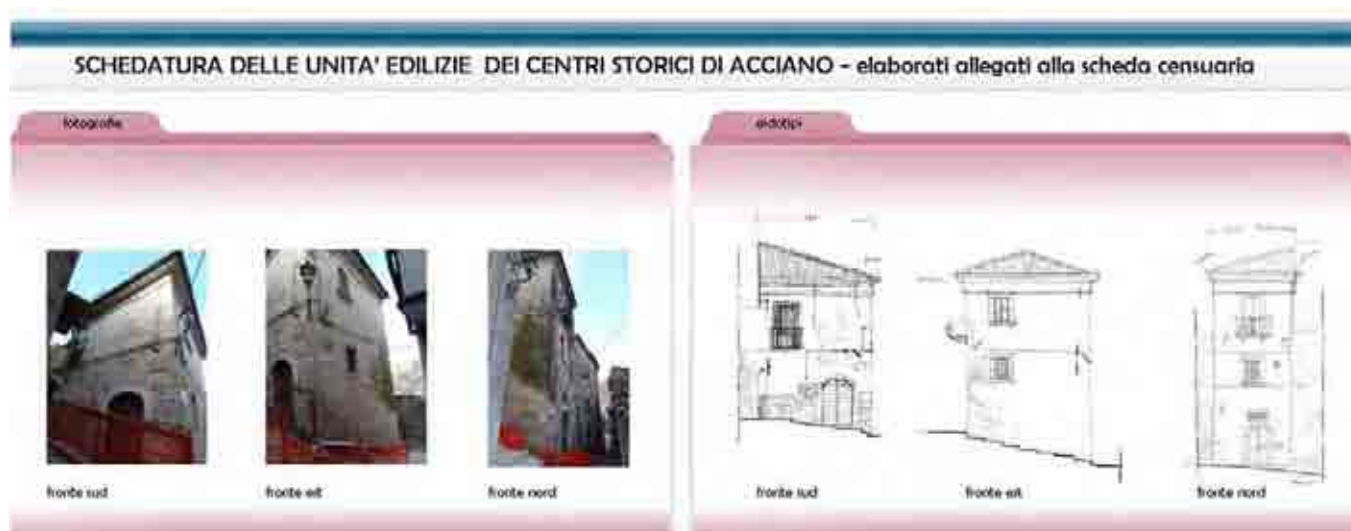 SCHEDATURA DELLE UNITA' EDILIZIE DEI CENTRI STORICI DI ACCIANO - elaborati allegati alla scheda censuaria
fotografie
eidotipi
fronte sud
fronte est
fronte nord
fronte sud
fronte est
fronte nord